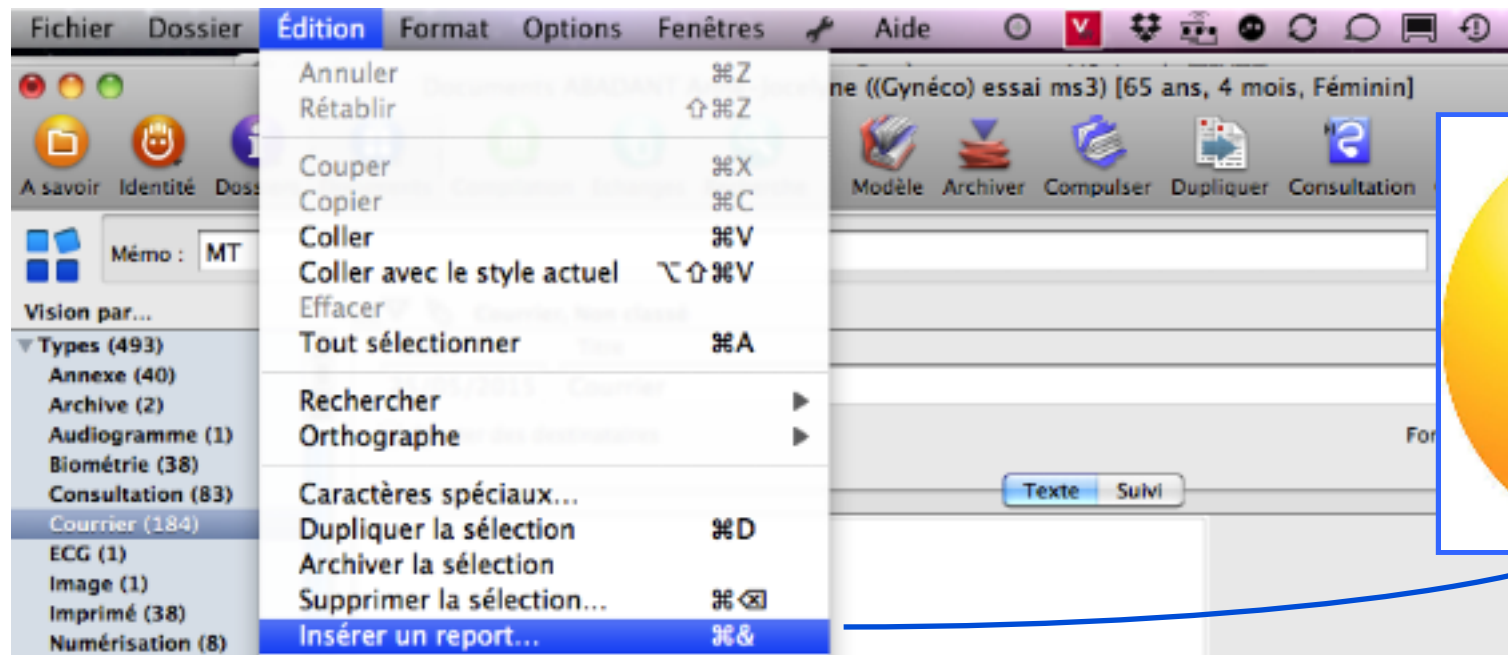 Fichier Dossier Édition Format Options Fenêtres Aide
ne ((Gynéco) essai ms3) [65 ans, 4 mois, Féminin]
A savoir Identité Doss
Modèle Archiver Compulser Dupliquer Consultation
Mémo : MT
Vision par...
Types (493)
Annexe (40)
Archive (2)
Audiogramme (1)
Biométrie (38)
Consultation (83)
Courrier (184)
ECG (1)
Image (1)
Imprimé (38)
Numérisation (8)
Annuler ⌘Z
Rétablir ⇧⌘Z
Couper ⌘X
Copier ⌘C
Coller ⌘V
Coller avec le style actuel ⌥⇧⌘V
Effacer
Tout sélectionner ⌘A
Rechercher
Orthographe
Caractères spéciaux...
Dupliquer la sélection ⌘D
Archiver la sélection
Supprimer la sélection... ⌘⌫
Insérer un report... ⌘&
For
Texte Suivi